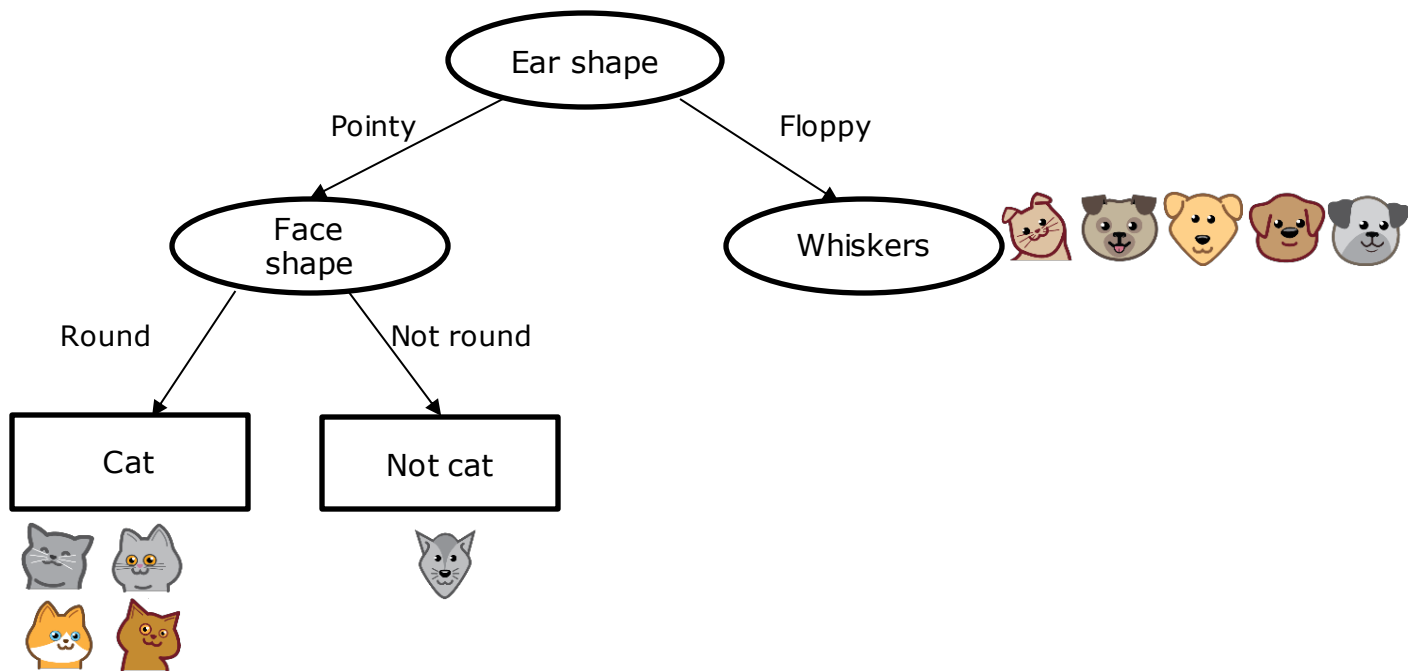 Ear shape
Pointy
Floppy
Face
shape
Whiskers
Round
Not round
Cat
Not cat